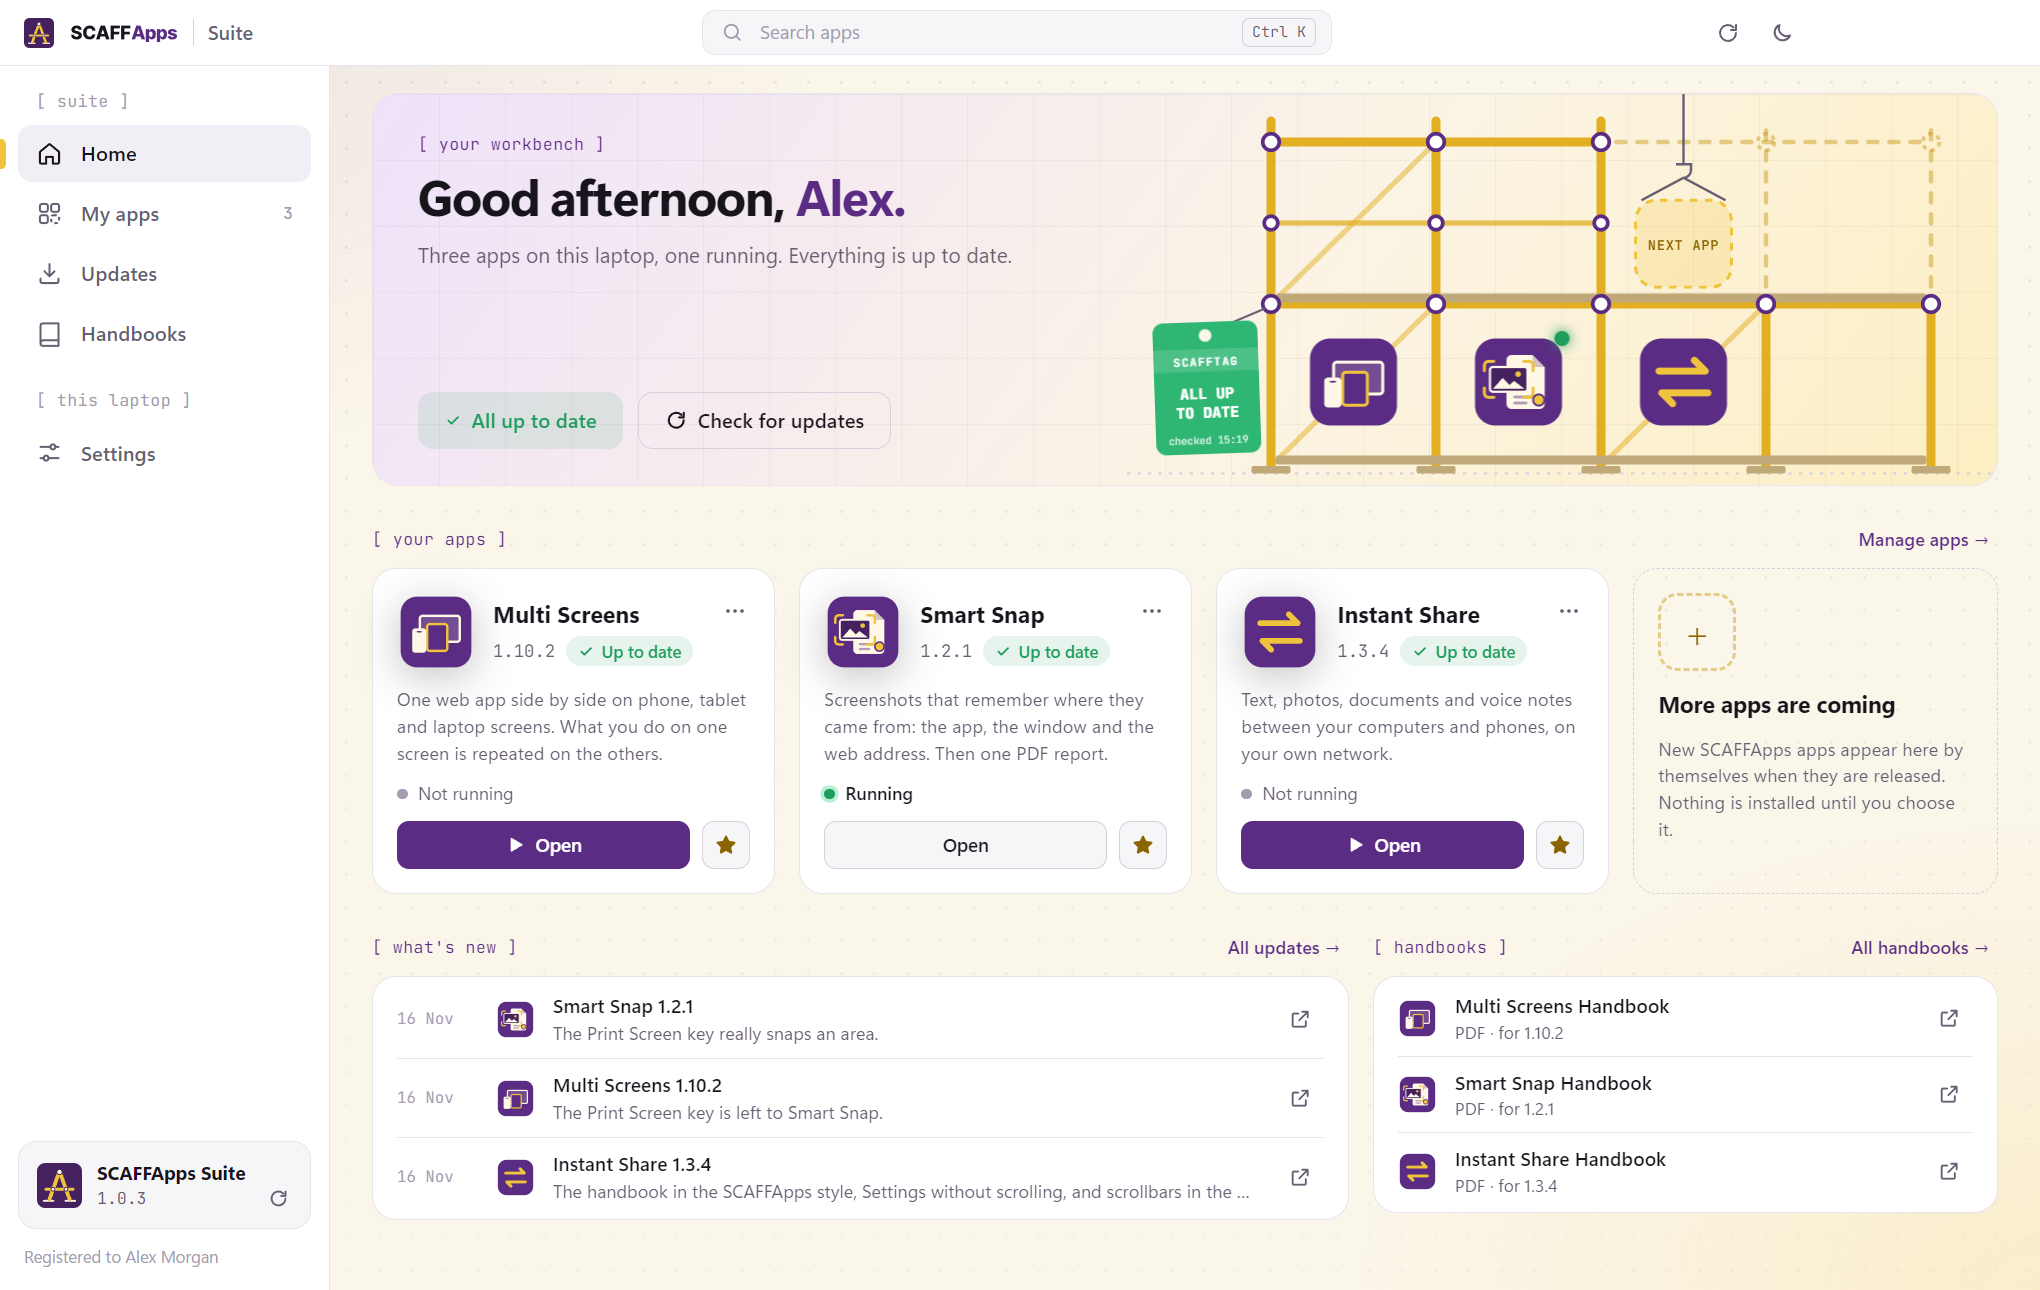 SCAFFApps Suite
Search apps
Ctrl K
[ suite ]
Home
My apps 3
Updates
Handbooks
[ this laptop ]
Settings
SCAFFApps Suite
1.0.3
Registered to Alex Morgan
[ your workbench ]
Good afternoon, Alex.
Three apps on this laptop, one running. Everything is up to date.
All up to date
Check for updates
SCAFFTAG
ALL UP
TO DATE
checked 15:19
NEXT APP
[ your apps ]
Manage apps →
Multi Screens
1.10.2 Up to date
One web app side by side on phone, tablet
and laptop screens. What you do on one
screen is repeated on the others.
Not running
Open
Smart Snap
1.2.1 Up to date
Screenshots that remember where they
came from: the app, the window and the
web address. Then one PDF report.
Running
Open
Instant Share
1.3.4 Up to date
Text, photos, documents and voice notes
between your computers and phones, on
your own network.
Not running
Open
More apps are coming
New SCAFFApps apps appear here by
themselves when they are released.
Nothing is installed until you choose
it.
[ what's new ]
All updates →
16 Nov
Smart Snap 1.2.1
The Print Screen key really snaps an area.
16 Nov
Multi Screens 1.10.2
The Print Screen key is left to Smart Snap.
16 Nov
Instant Share 1.3.4
The handbook in the SCAFFApps style, Settings without scrolling, and scrollbars in the ...
[ handbooks ]
All handbooks →
Multi Screens Handbook
PDF · for 1.10.2
Smart Snap Handbook
PDF · for 1.2.1
Instant Share Handbook
PDF · for 1.3.4